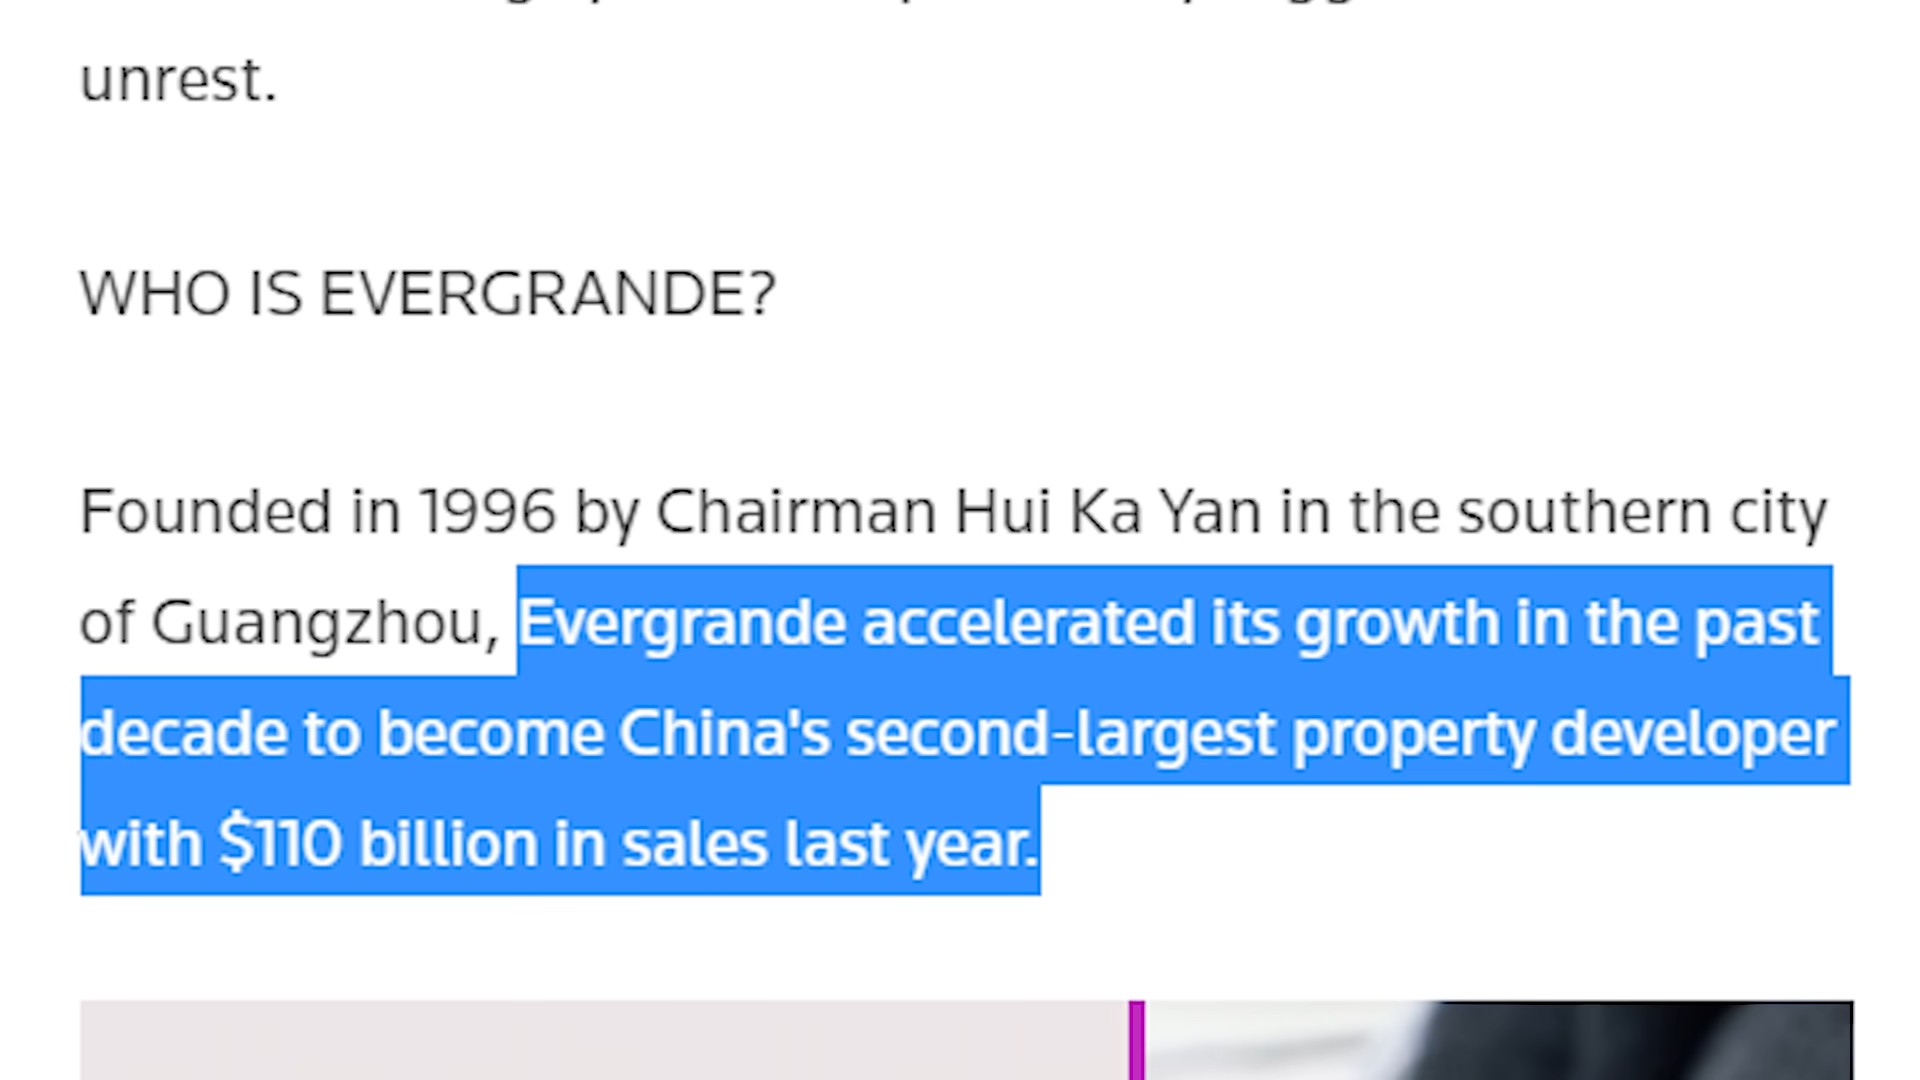 unrest.
WHO IS EVERGRANDE?
Founded in 1996 by Chairman Hui Ka Yan in the southern city
of Guangzhou, Evergrande accelerated its growth in the past
decade to become China's second-largest property developer
with $110 billion in sales last year.